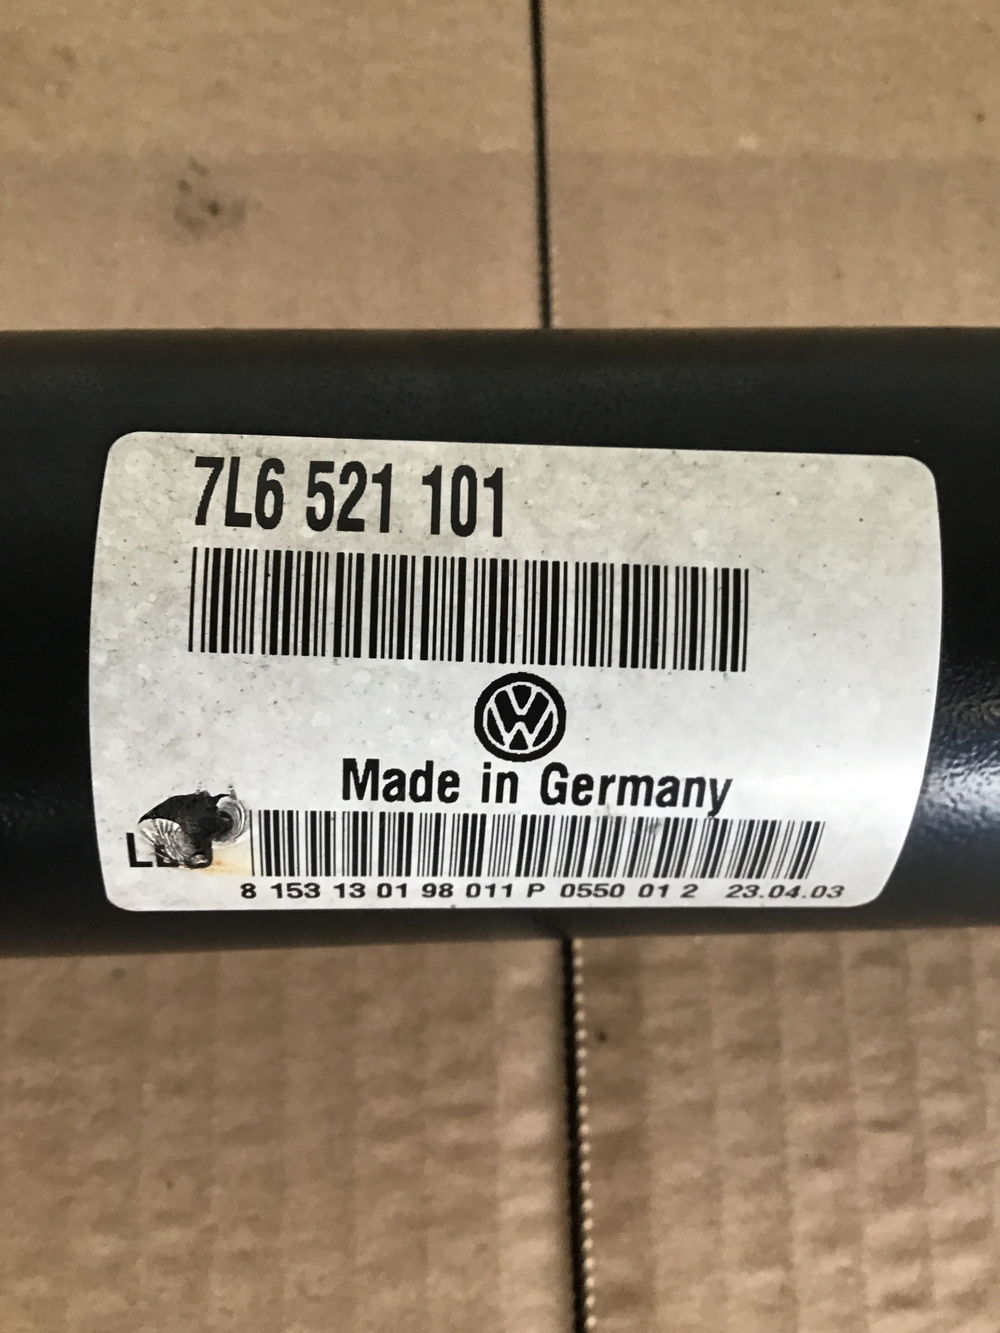 7L6 521 101
Made in Germany
8 153 13 01 98 011 P 0550 01 2 23.04.03